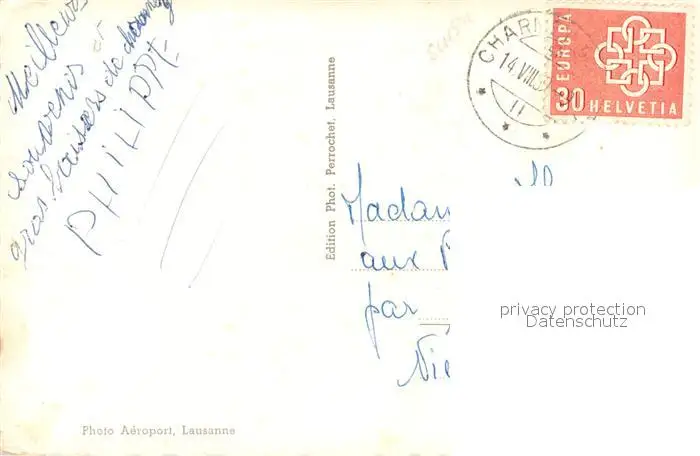 Meilleurs
souvenirs et
gros baisers de
PHILIPPE
Edition Phot. Perrochet, Lausanne
Photo Aéroport, Lausanne
CHARM
14.VIII.5
EUROPA
30 HELVETIA
Madam
aux
par
privacy protection
Datenschutz